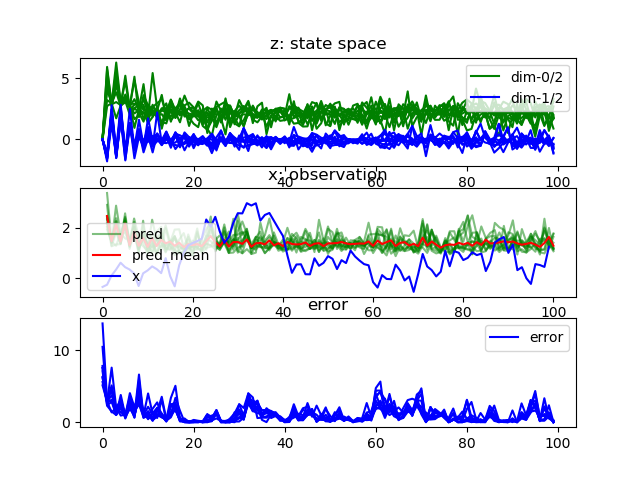 z: state space
5
0
dim-0/2
dim-1/2
0 20 40 60 80 100
x: observation
2
0
pred
pred_mean
x
0 20 40 60 80 100
error
10
0
error
0 20 40 60 80 100